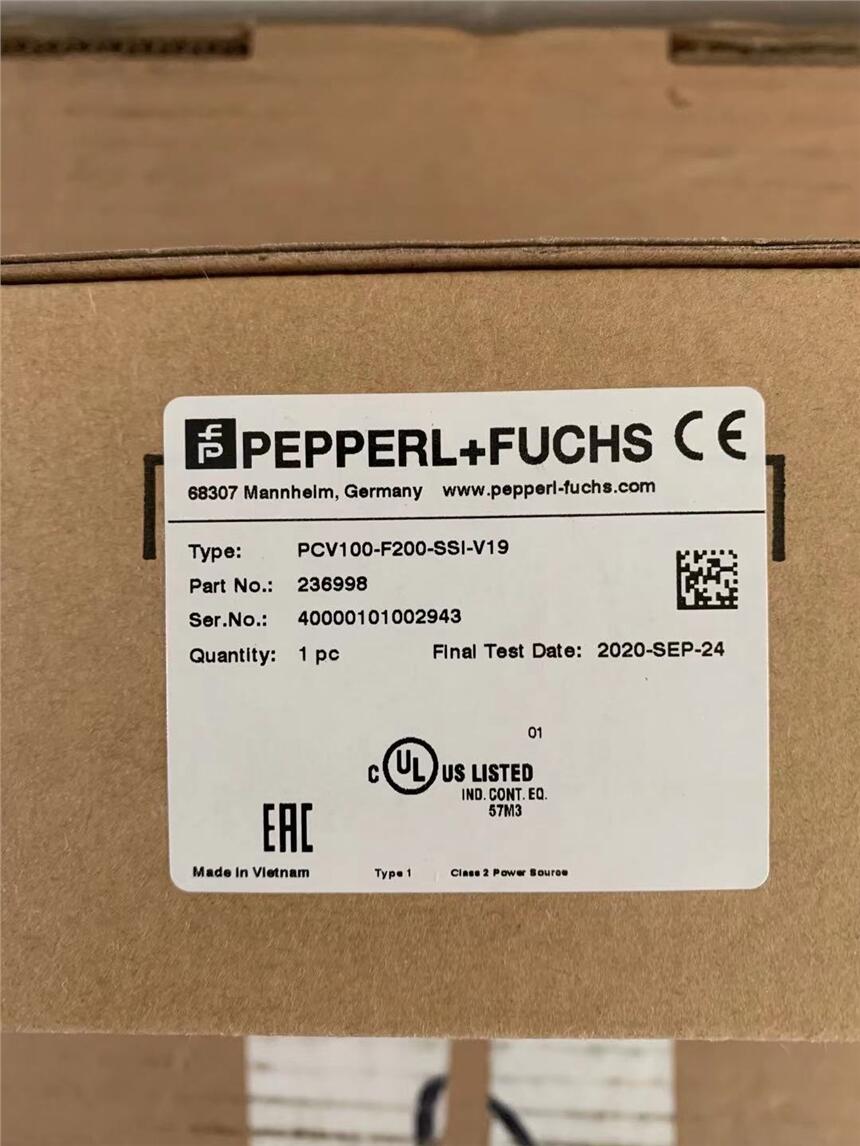 PEPPERL+FUCHS CE
68307 Mannheim, Germany www.pepperl-fuchs.com
Type: PCV100-F200-SSI-V19
Part No.: 236998
Ser.No.: 40000101002943
Quantity: 1 pc Final Test Date: 2020-SEP-24
01
C UL US LISTED
IND. CONT. EQ.
57M3
EAC
Made in Vietnam Type 1 Class 2 Power Source